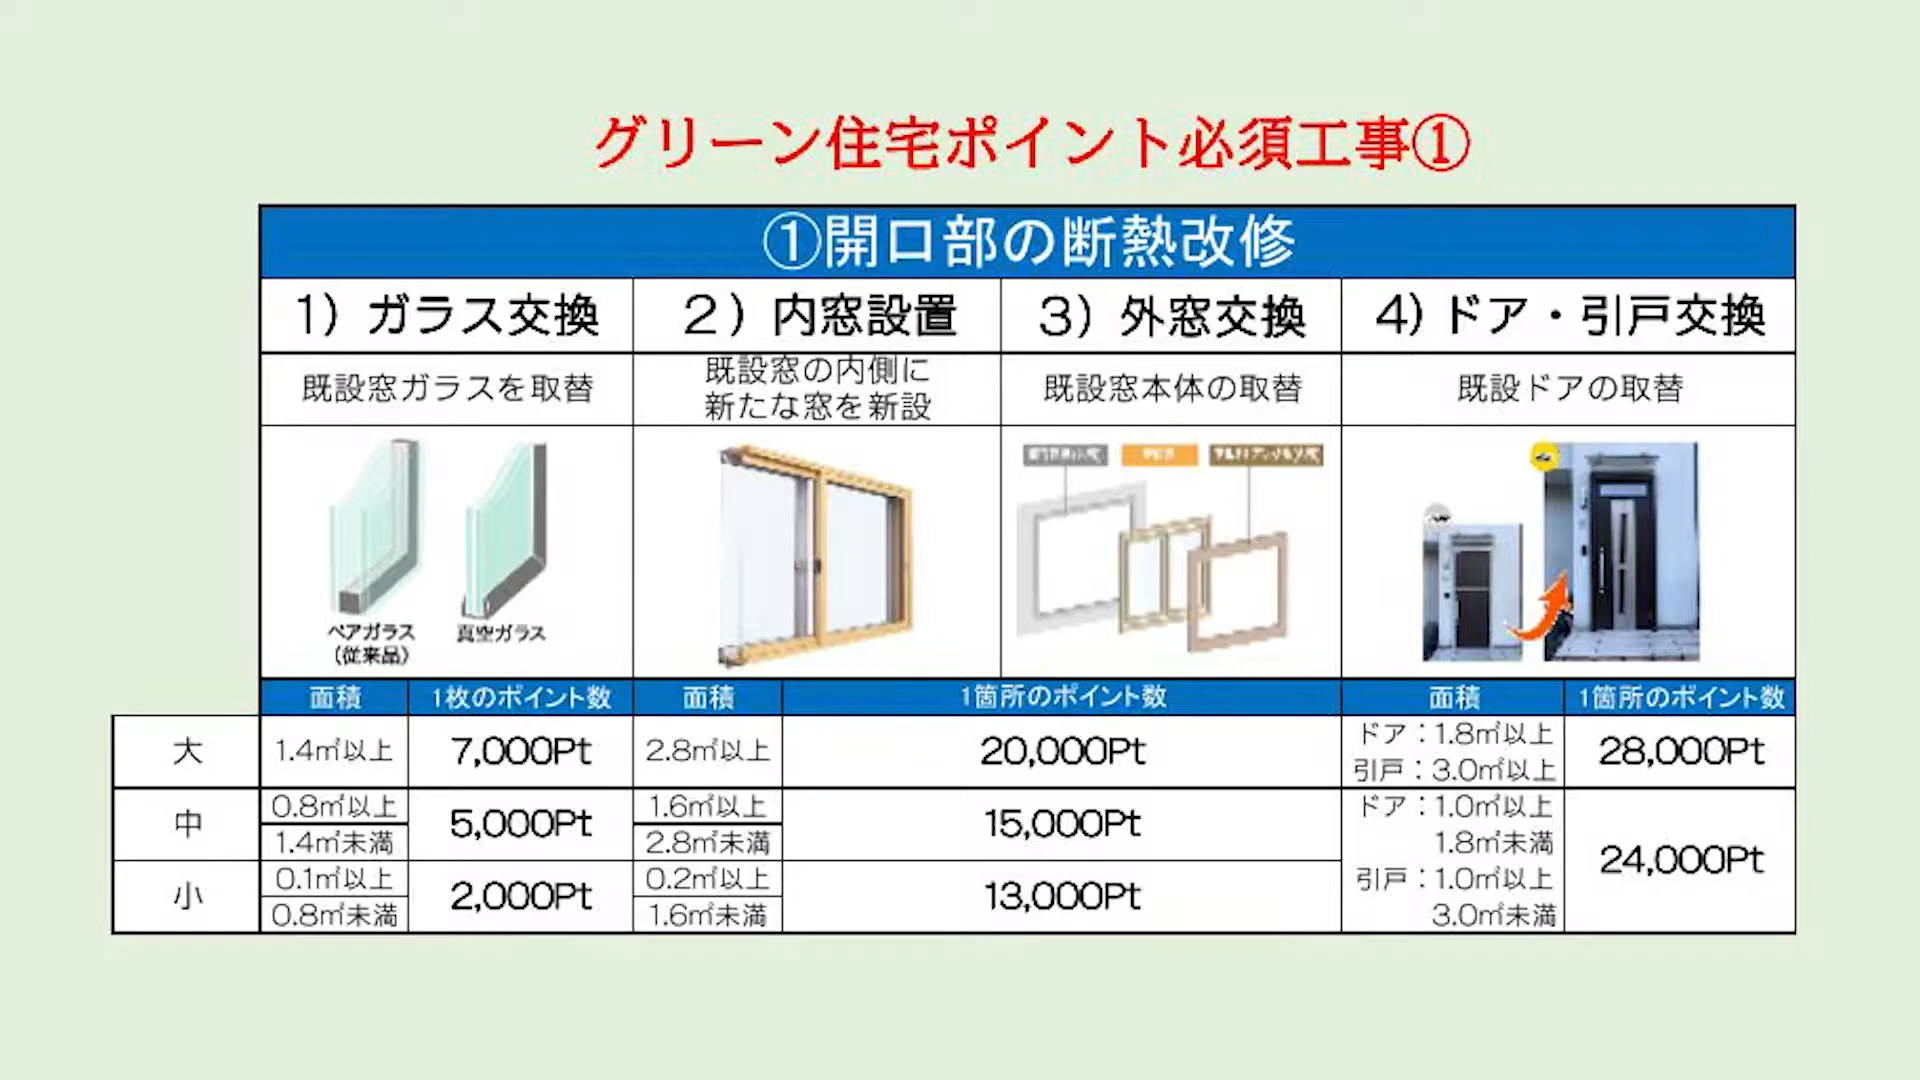 グリーン住宅ポイント必須工事①
①開口部の断熱改修
1）ガラス交換
2）内窓設置
3）外窓交換
4）ドア・引戸交換
既設窓ガラスを取替
既設窓の内側に
新たな窓を新設
既設窓本体の取替
既設ドアの取替
ペアガラス
（従来品）
真空ガラス
面積
1枚のポイント数
面積
1箇所のポイント数
面積
1箇所のポイント数
大
1.4㎡以上
7,000Pt
2.8㎡以上
20,000Pt
ドア：1.8㎡以上
引戸：3.0㎡以上
28,000Pt
中
0.8㎡以上
1.4㎡未満
5,000Pt
1.6㎡以上
2.8㎡未満
15,000Pt
ドア：1.0㎡以上
1.8㎡未満
引戸：1.0㎡以上
3.0㎡未満
24,000Pt
小
0.1㎡以上
0.8㎡未満
2,000Pt
0.2㎡以上
1.6㎡未満
13,000Pt